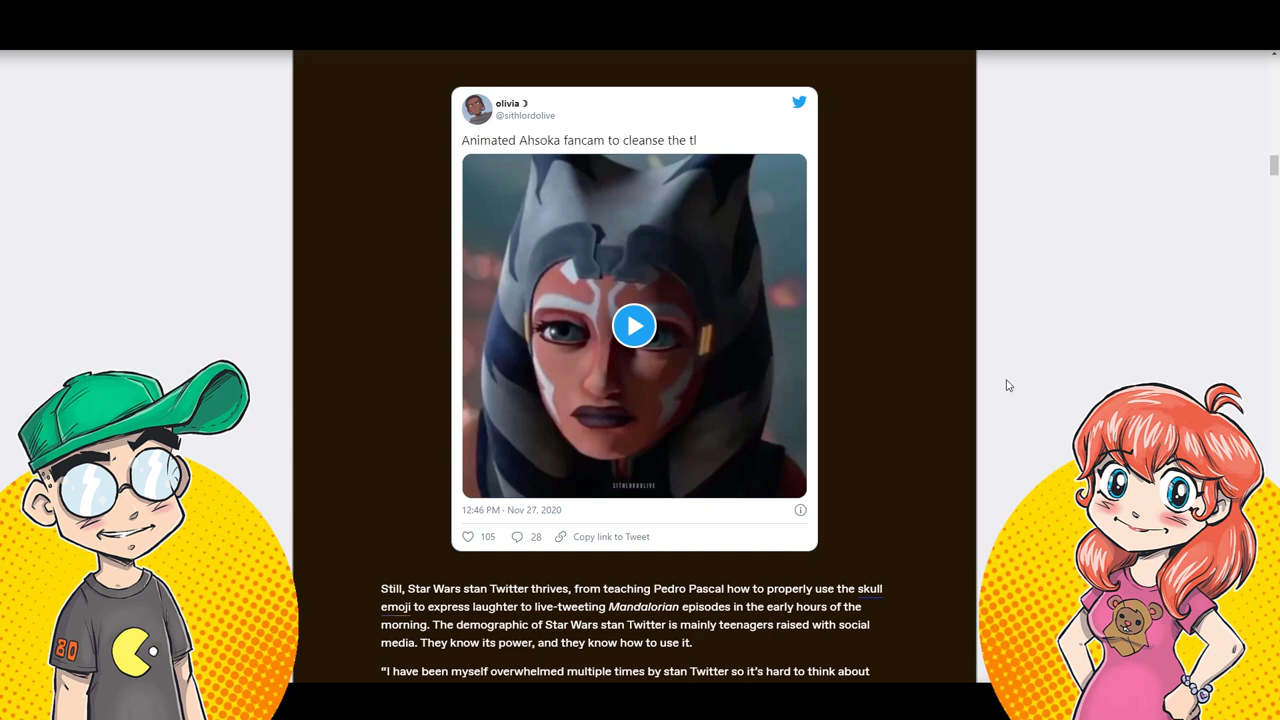 olivia ☽
@sithlordolive
Animated Ahsoka fancam to cleanse the tl
SITHLORDOLIVE
12:46 PM · Nov 27, 2020
105 28 Copy link to Tweet
Still, Star Wars stan Twitter thrives, from teaching Pedro Pascal how to properly use the skull
emoji to express laughter to live-tweeting Mandalorian episodes in the early hours of the
morning. The demographic of Star Wars stan Twitter is mainly teenagers raised with social
media. They know its power, and they know how to use it.
“I have been myself overwhelmed multiple times by stan Twitter so it’s hard to think about
80